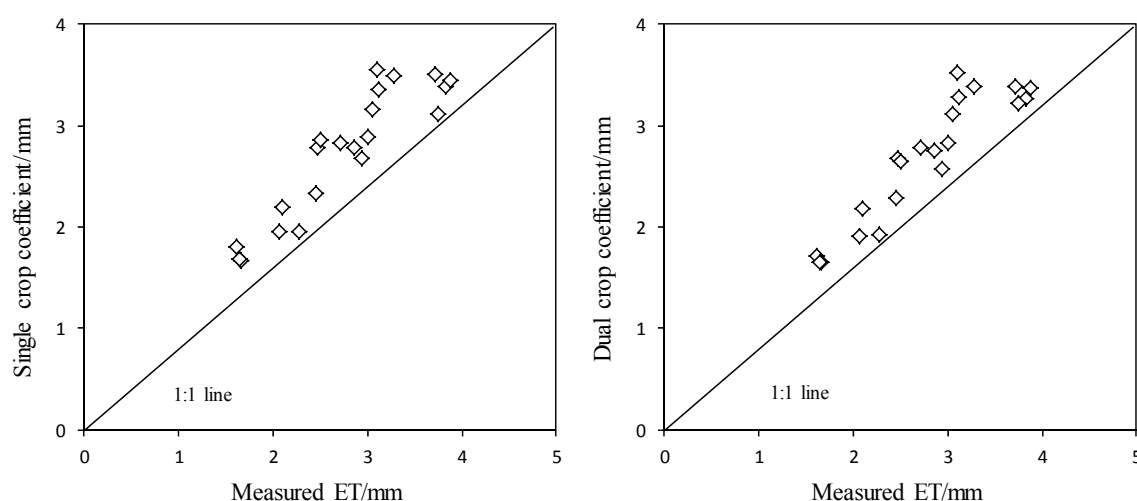 4
3
2
1
0
Single crop coefficient/mm
1:1 line
0 1 2 3 4 5
Measured ET/mm
4
3
2
1
0
Dual crop coefficient/mm
1:1 line
0 1 2 3 4 5
Measured ET/mm